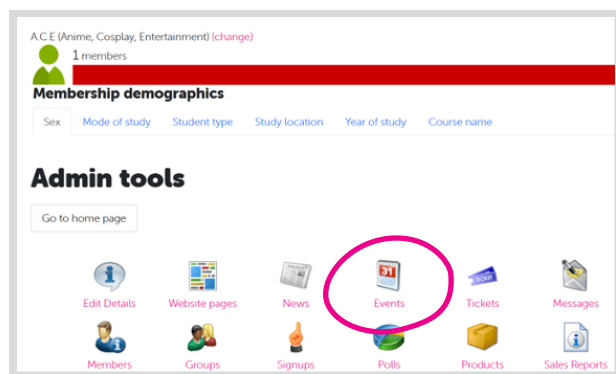 A.C.E (Anime, Cosplay, Entertainment) (change)
1 members
Membership demographics
Sex Mode of study Student type Study location Year of study Course name
Admin tools
Go to home page
31
Edit Details Website pages News Events Tickets Messages
Members Groups Signups Polls Products Sales Reports